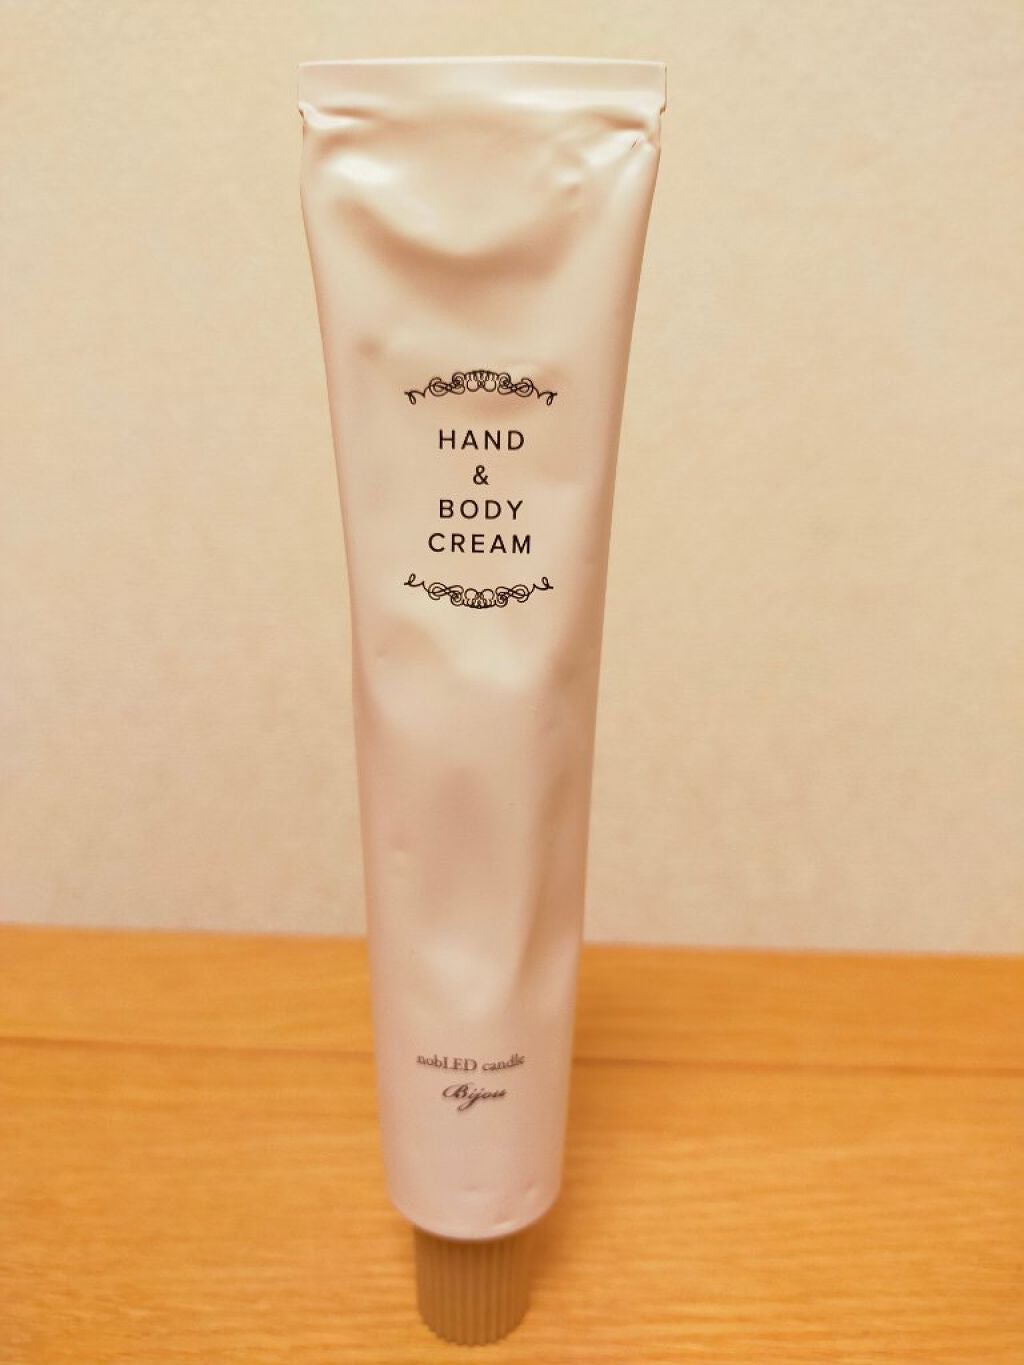 HAND
&
BODY
CREAM
nobLED candle
Bijou